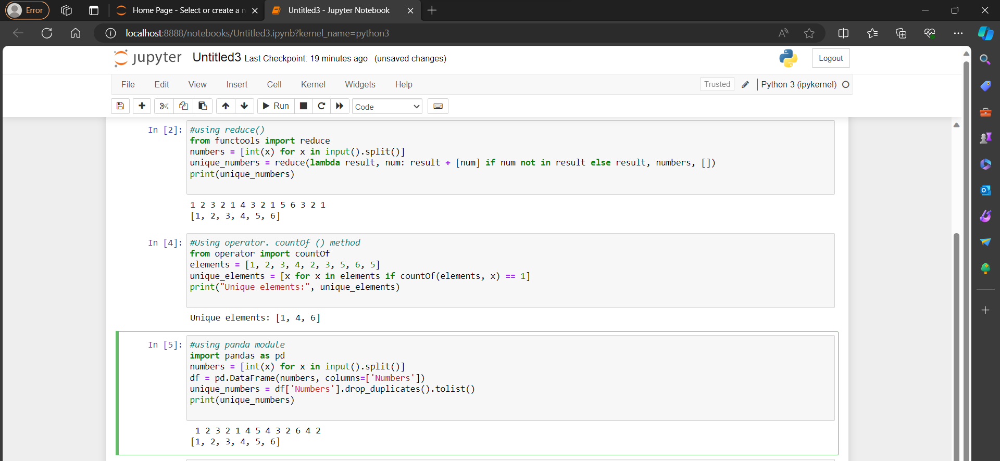 Error
Home Page - Select or create a n
Untitled3 - Jupyter Notebook
localhost:8888/notebooks/Untitled3.ipynb?kernel_name=python3
jupyter Untitled3 Last Checkpoint: 19 minutes ago (unsaved changes)
Logout
File Edit View Insert Cell Kernel Widgets Help
Trusted
Python 3 (ipykernel)
Run
Code
In [2]: #using reduce()
from functools import reduce
numbers = [int(x) for x in input().split()]
unique_numbers = reduce(lambda result, num: result + [num] if num not in result else result, numbers, [])
print(unique_numbers)
1 2 3 2 1 4 3 2 1 5 6 3 2 1
[1, 2, 3, 4, 5, 6]
In [4]: #Using operator. countOf () method
from operator import countOf
elements = [1, 2, 3, 4, 2, 3, 5, 6, 5]
unique_elements = [x for x in elements if countOf(elements, x) == 1]
print("Unique elements:", unique_elements)
Unique elements: [1, 4, 6]
In [5]: #using panda module
import pandas as pd
numbers = [int(x) for x in input().split()]
df = pd.DataFrame(numbers, columns=['Numbers'])
unique_numbers = df['Numbers'].drop_duplicates().tolist()
print(unique_numbers)
1 2 3 2 1 4 5 4 3 2 6 4 2
[1, 2, 3, 4, 5, 6]